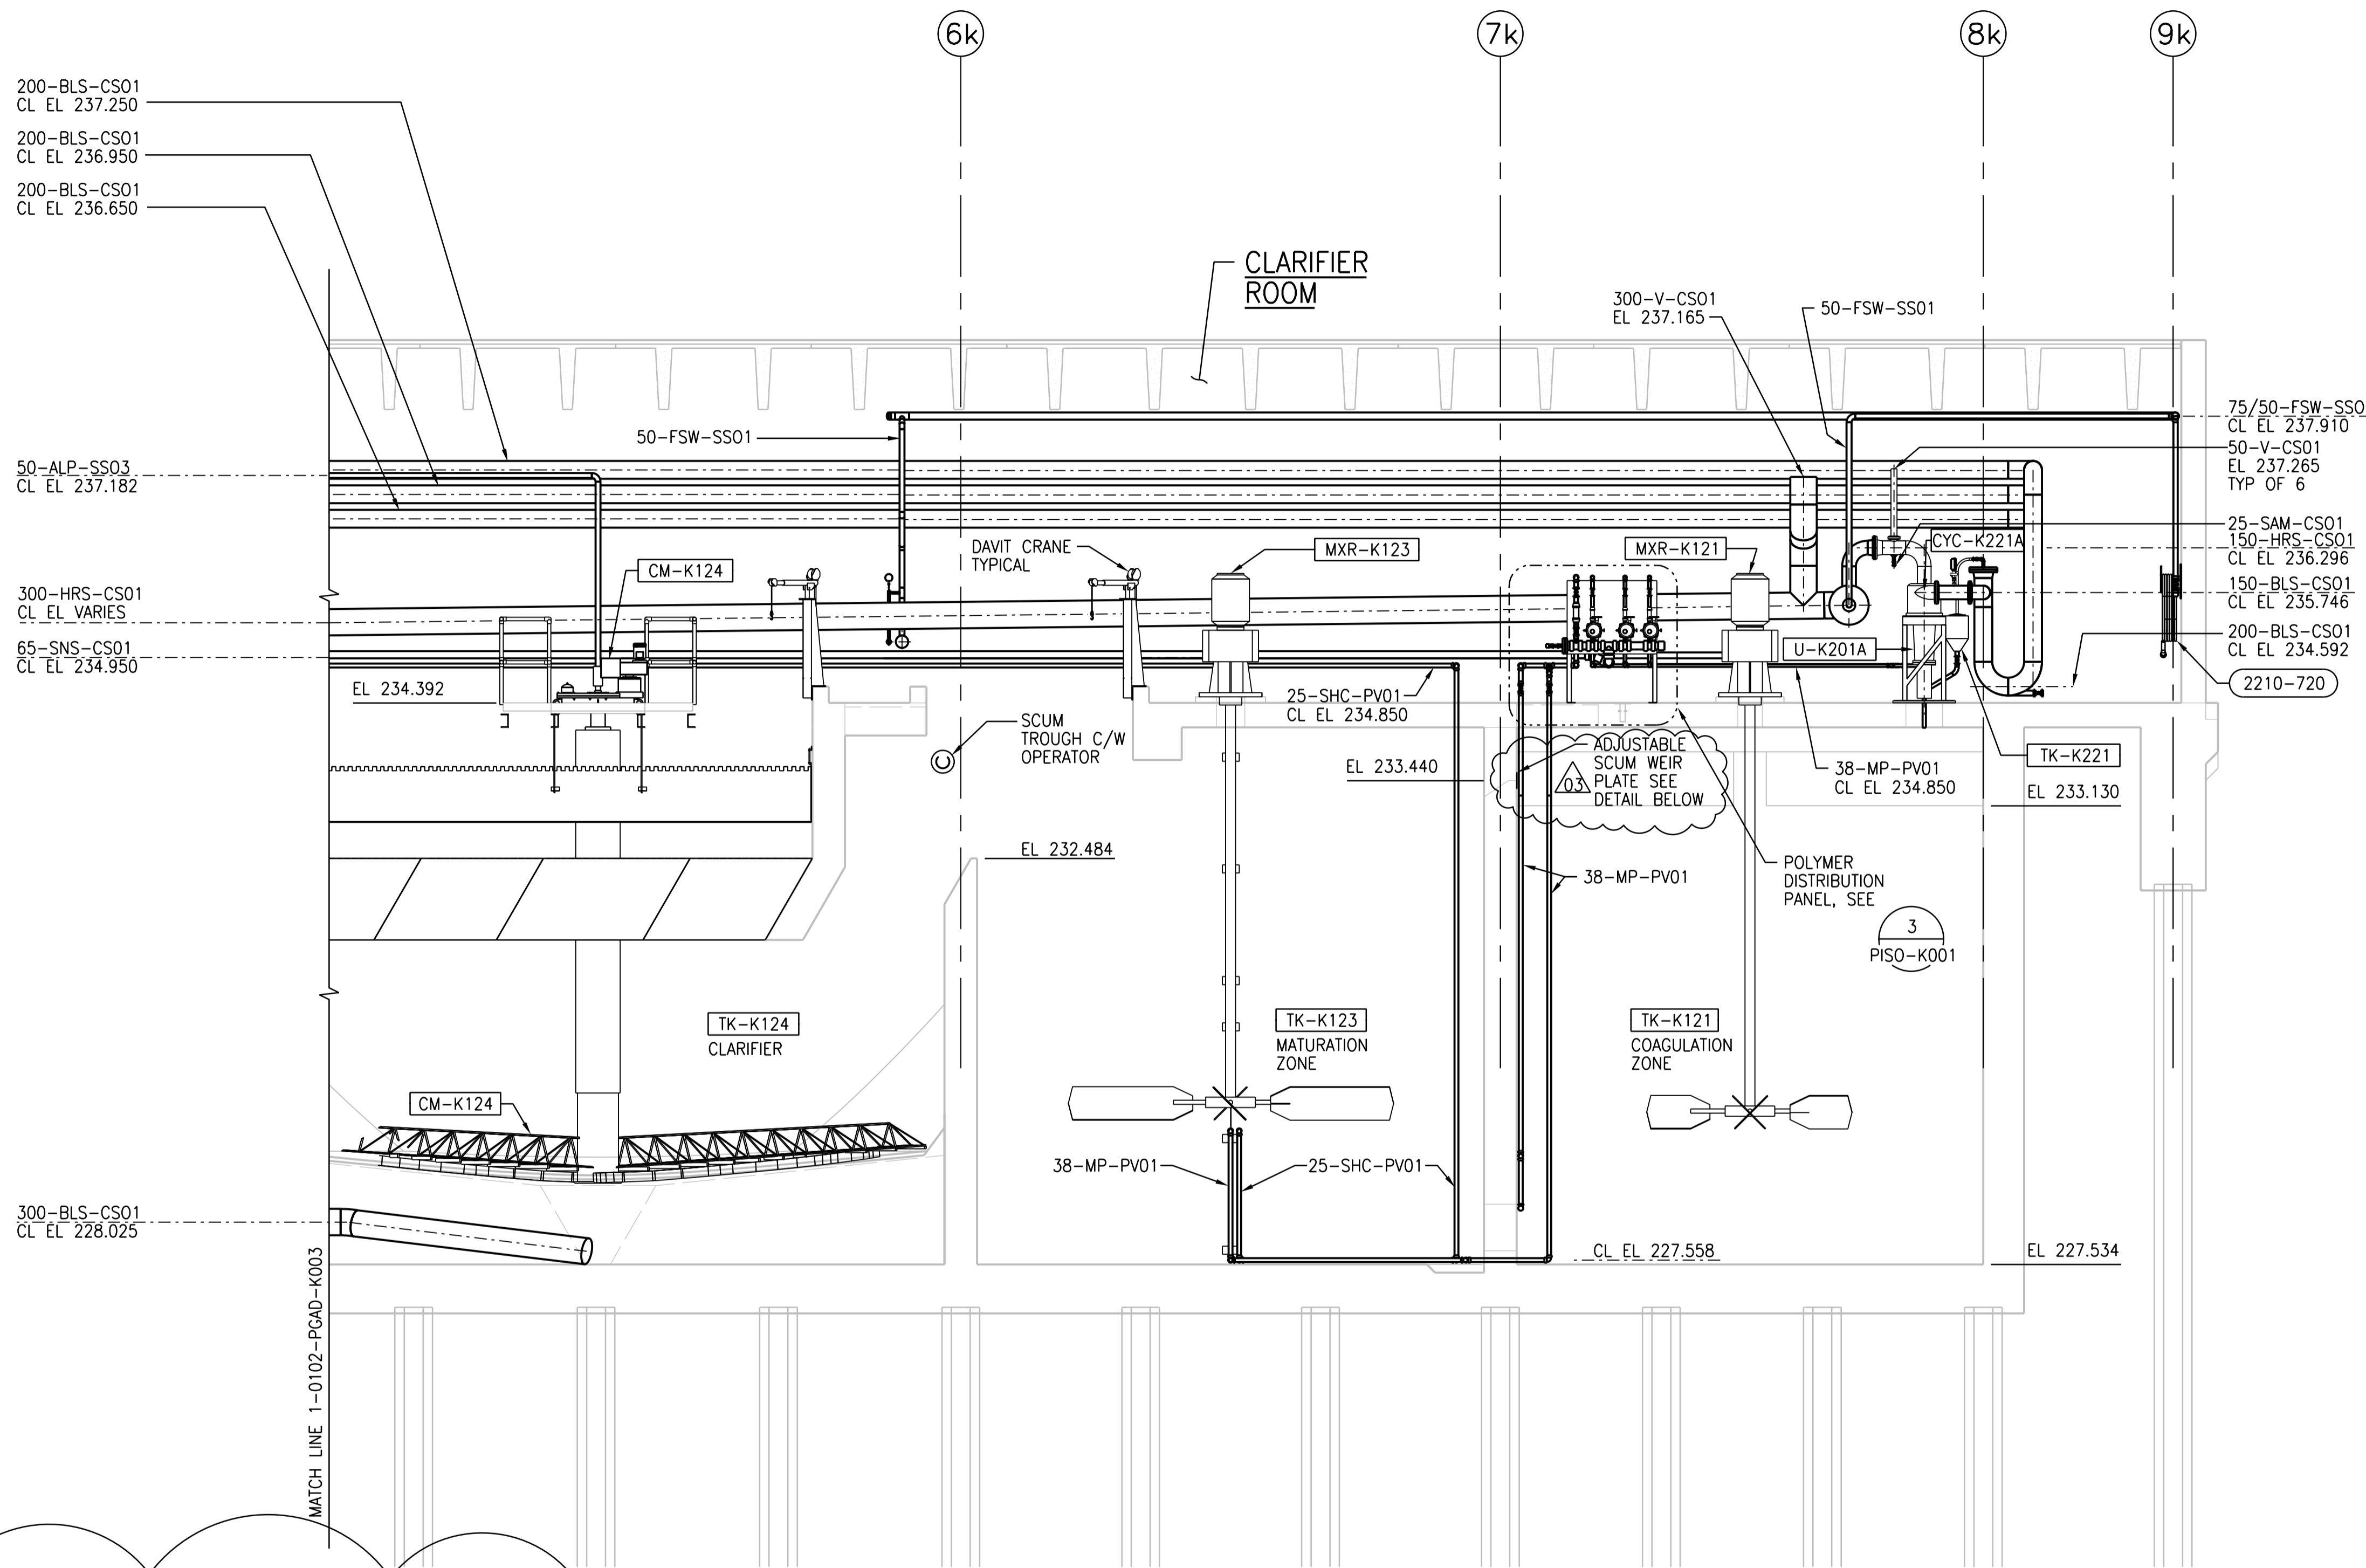 6k
7k
8k
9k
200-BLS-CS01
CL EL 237.250
200-BLS-CS01
CL EL 236.950
200-BLS-CS01
CL EL 236.650
CLARIFIER
ROOM
300-V-CS01
EL 237.165
50-FSW-SS01
75/50-FSW-SS0
CL EL 237.910
50-V-CS01
EL 237.265
TYP OF 6
50-FSW-SS01
50-ALP-SS03
CL EL 237.182
25-SAM-CS01
150-HRS-CS01
CL EL 236.296
CYC-K221A
DAVIT CRANE
TYPICAL
MXR-K123
MXR-K121
CM-K124
150-BLS-CS01
CL EL 235.746
300-HRS-CS01
CL EL VARIES
200-BLS-CS01
CL EL 234.592
65-SNS-CS01
CL EL 234.950
U-K201A
2210-720
EL 234.392
25-SHC-PV01
CL EL 234.850
SCUM
TROUGH C/W
OPERATOR
C
ADJUSTABLE
SCUM WEIR
PLATE SEE
DETAIL BELOW
03
EL 233.440
38-MP-PV01
CL EL 234.850
TK-K221
EL 233.130
EL 232.484
38-MP-PV01
POLYMER
DISTRIBUTION
PANEL, SEE
3
PISO-K001
TK-K124
CLARIFIER
TK-K123
MATURATION
ZONE
TK-K121
COAGULATION
ZONE
CM-K124
38-MP-PV01
25-SHC-PV01
300-BLS-CS01
CL EL 228.025
CL EL 227.558
EL 227.534
MATCH LINE 1-0102-PGAD-K003